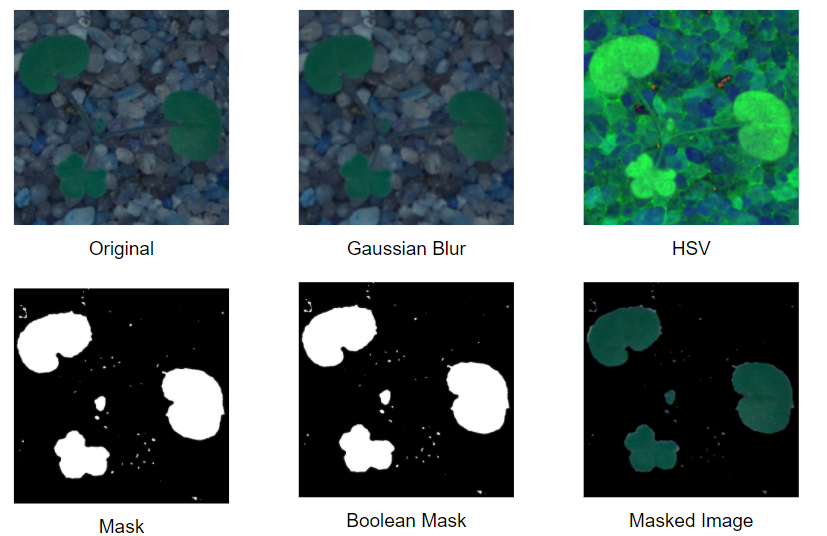 Original
Gaussian Blur
HSV
Mask
Boolean Mask
Masked Image